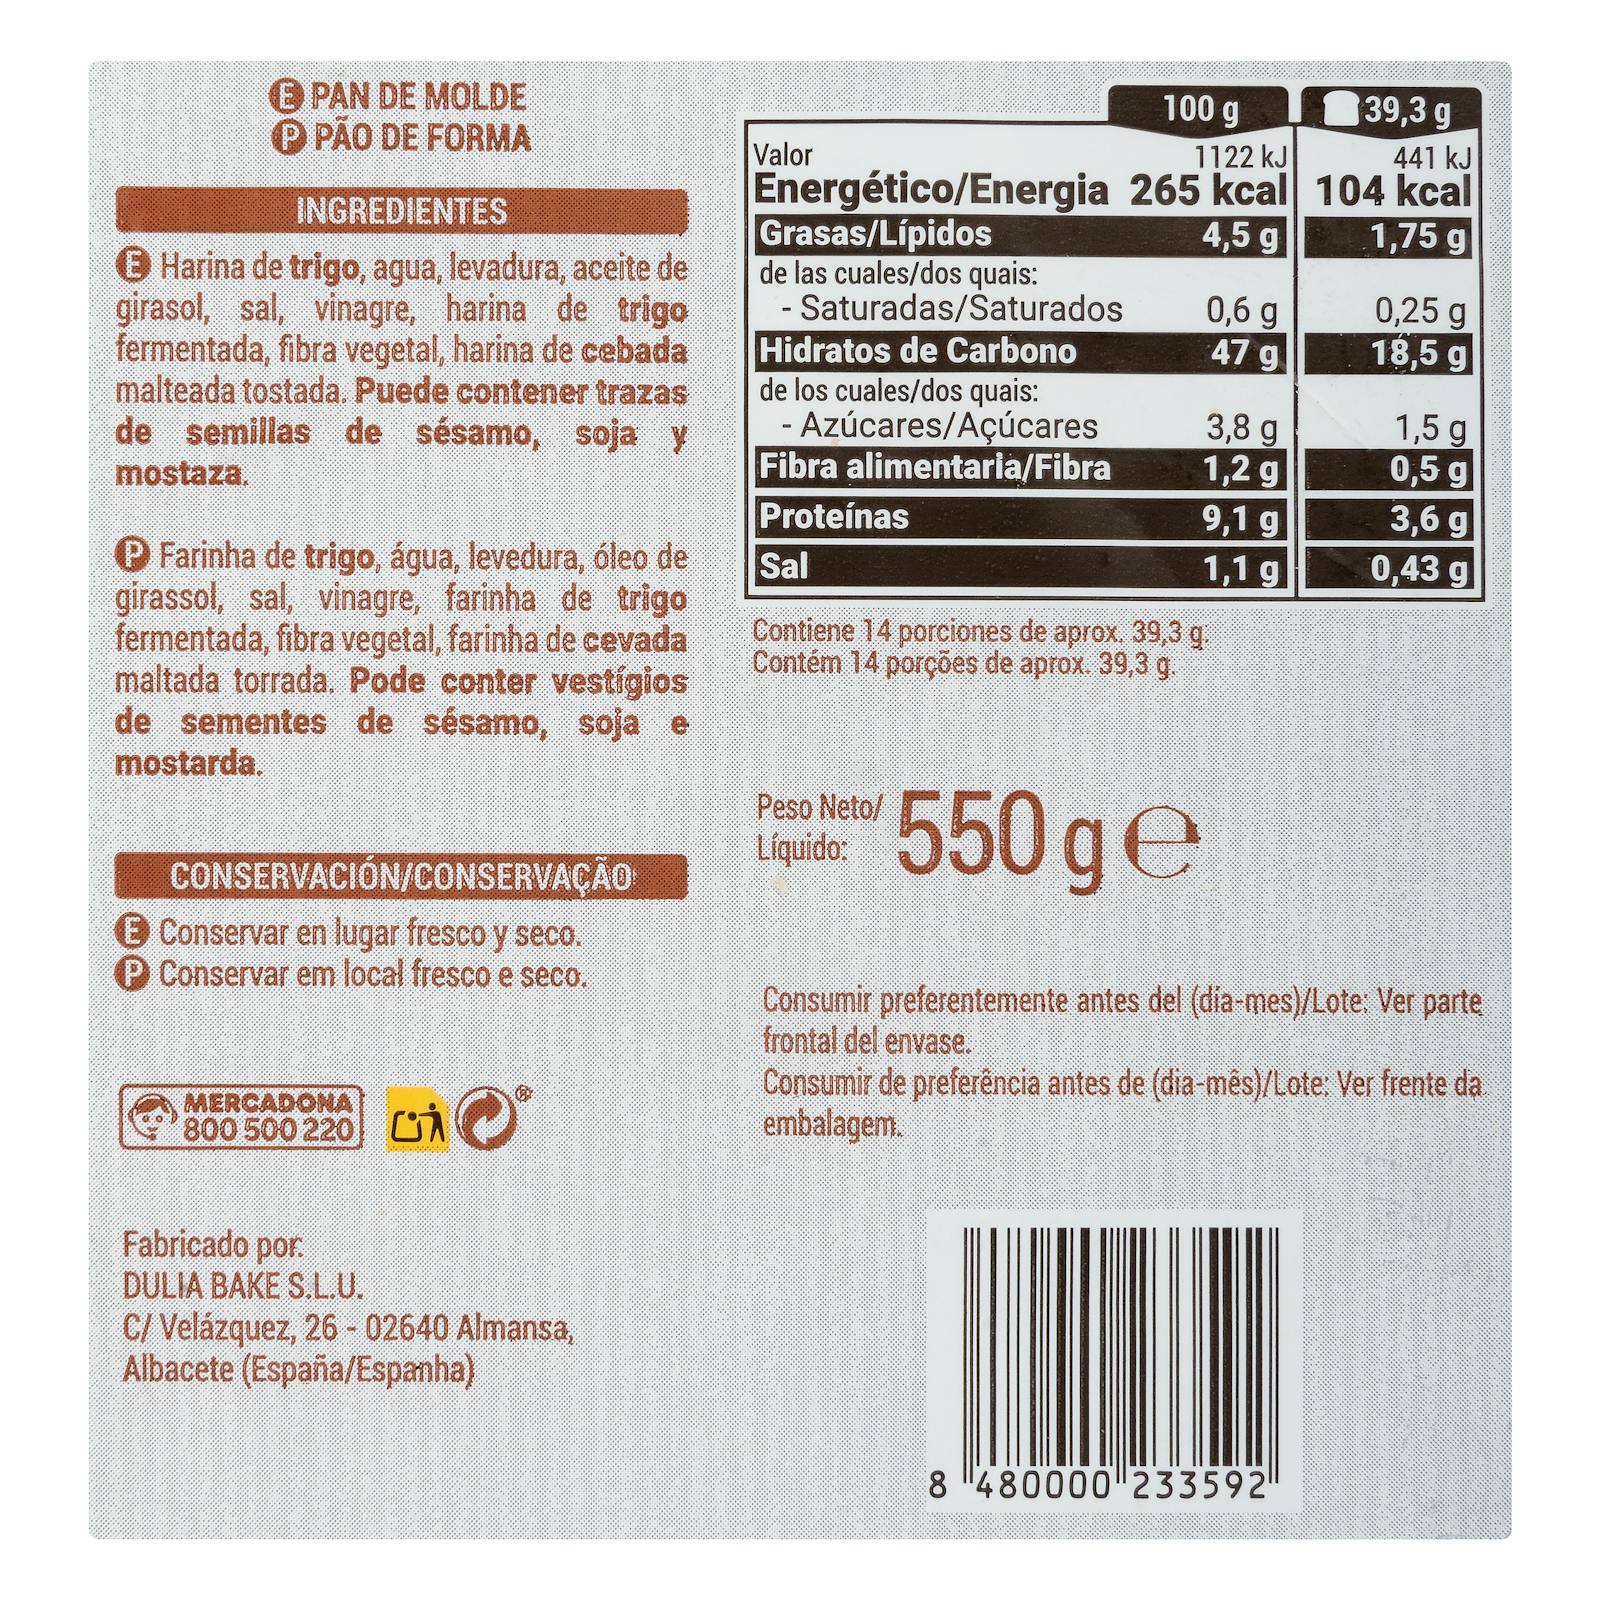 E PAN DE MOLDE
P PÃO DE FORMA
INGREDIENTES
E Harina de trigo, agua, levadura, aceite de
girasol, sal, vinagre, harina de trigo
fermentada, fibra vegetal, harina de cebada
malteada tostada. Puede contener trazas
de semillas de sésamo, soja y
mostaza.
P Farinha de trigo, água, levedura, óleo de
girassol, sal, vinagre, farinha de trigo
fermentada, fibra vegetal, farinha de cevada
maltada torrada. Pode conter vestígios
de sementes de sésamo, soja e
mostarda.
CONSERVACIÓN/CONSERVAÇÃO
E Conservar en lugar fresco y seco.
P Conservar em local fresco e seco.
MERCADONA
800 500 220
®
Fabricado por:
DULIA BAKE S.L.U.
C/ Velázquez, 26 - 02640 Almansa,
Albacete (España/Espanha)
100 g 39,3 g
Valor 1122 kJ 441 kJ
Energético/Energia 265 kcal 104 kcal
Grasas/Lípidos 4,5 g 1,75 g
de las cuales/dos quais:
- Saturadas/Saturados 0,6 g 0,25 g
Hidratos de Carbono 47 g 18,5 g
de los cuales/dos quais:
- Azúcares/Açúcares 3,8 g 1,5 g
Fibra alimentaria/Fibra 1,2 g 0,5 g
Proteínas 9,1 g 3,6 g
Sal 1,1 g 0,43 g
Contiene 14 porciones de aprox. 39,3 g.
Contém 14 porções de aprox. 39,3 g.
Peso Neto/
Líquido: 550 g e
Consumir preferentemente antes del (día-mes)/Lote: Ver parte
frontal del envase.
Consumir de preferência antes de (dia-mês)/Lote: Ver frente da
embalagem.
8 480000 233592